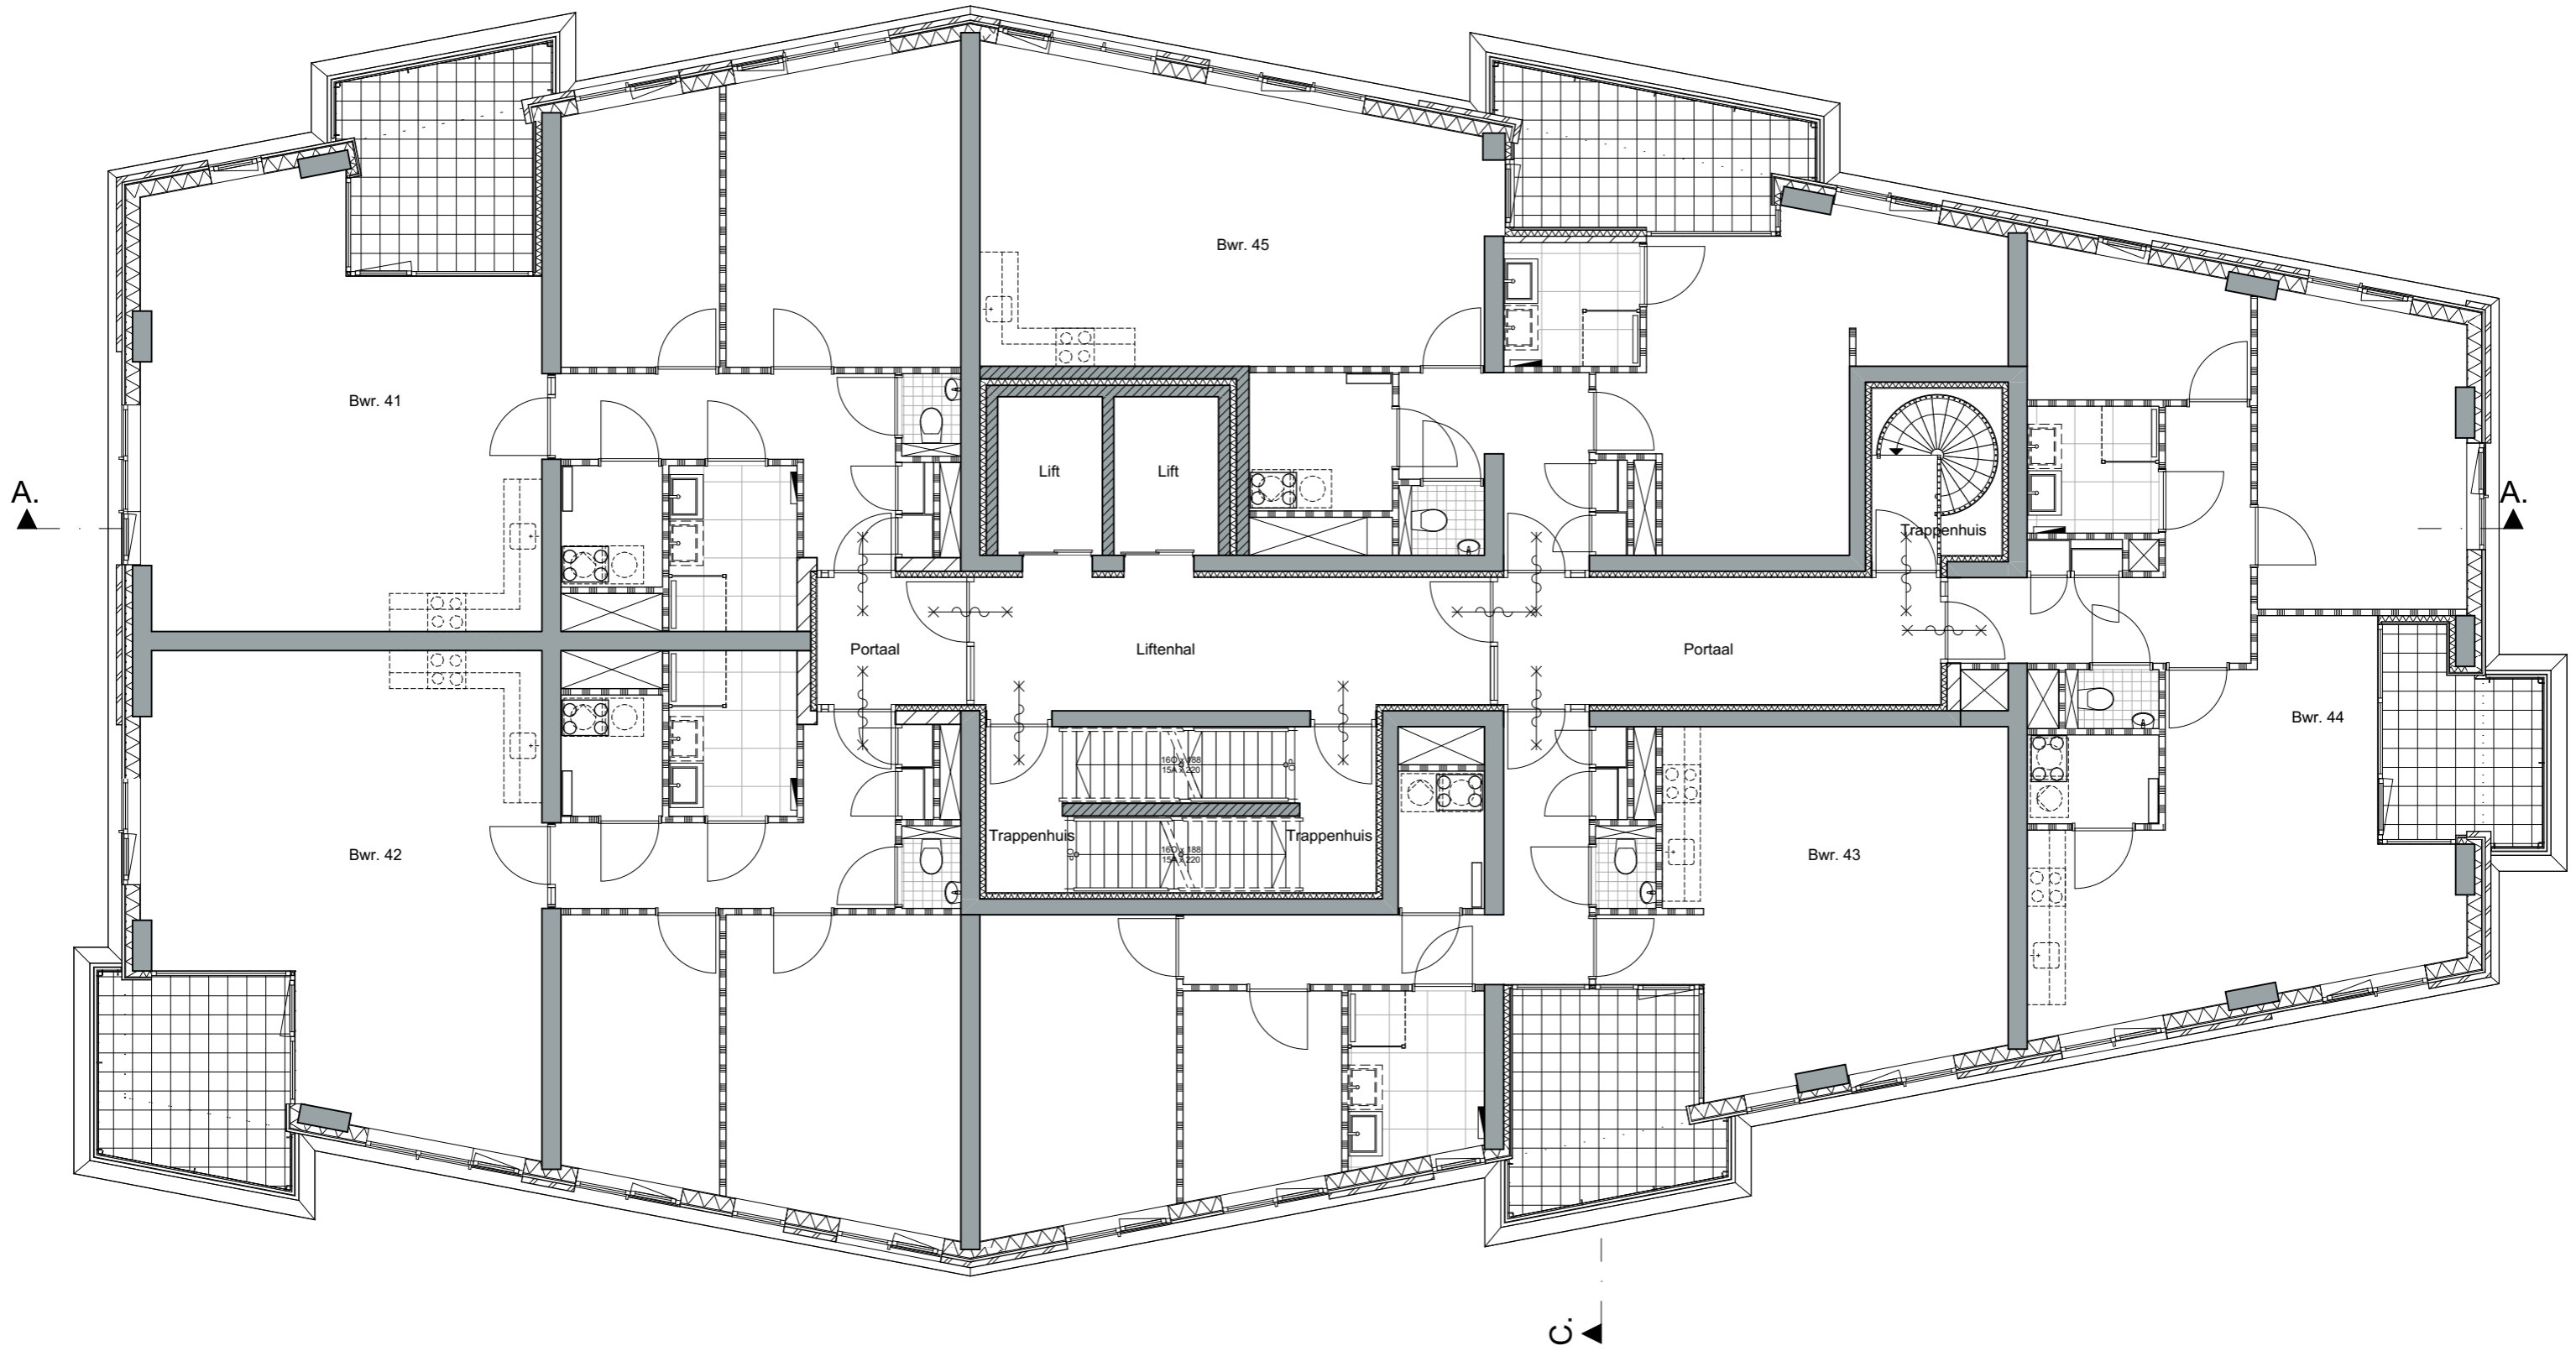 Bwr. 45
Bwr. 41
Lift
Lift
A.
A.
Trappenhuis
Portaal
Liftenhal
Portaal
Bwr. 44
Trappenhuis
Trappenhuis
Bwr. 42
Bwr. 43
C.